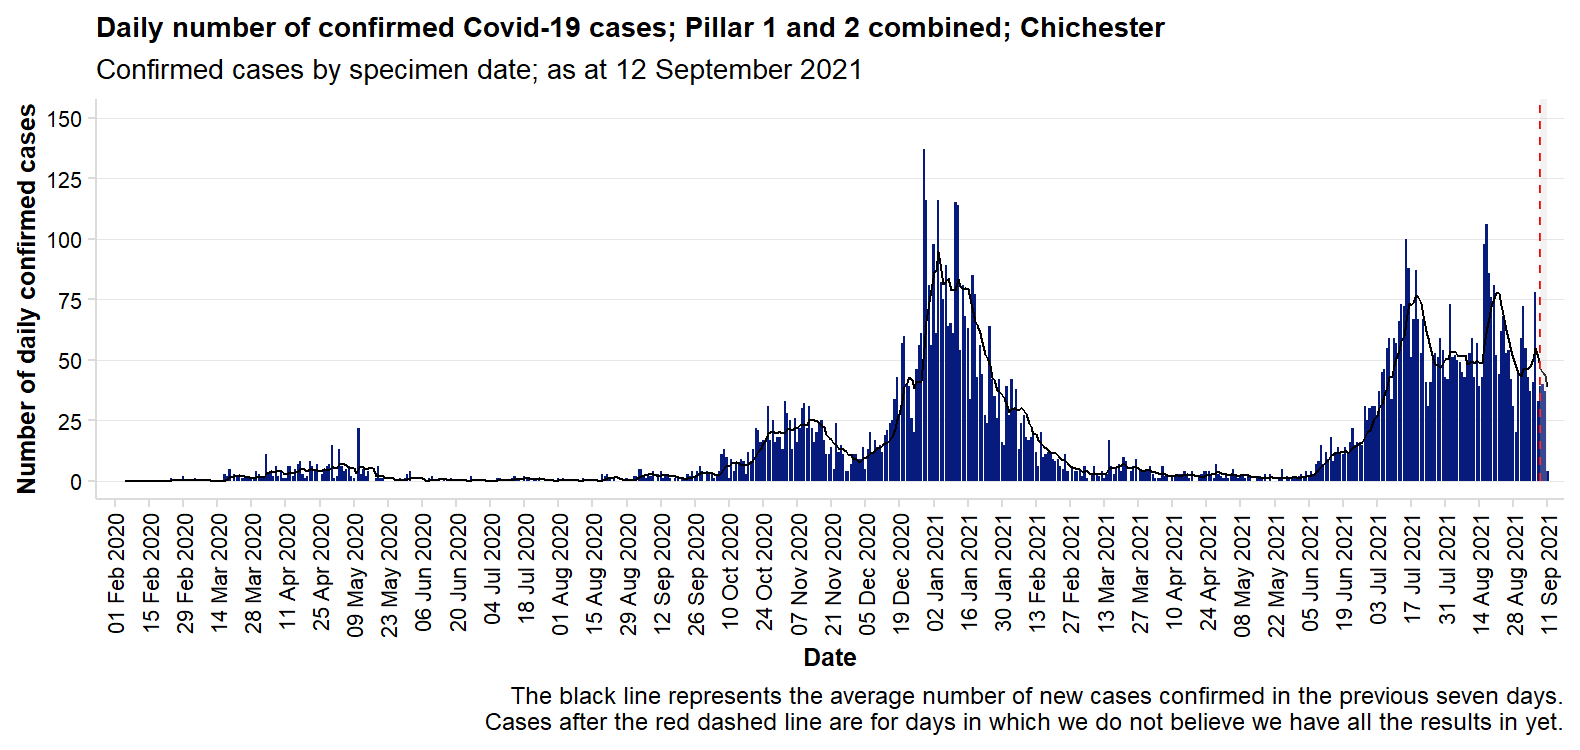 Daily number of confirmed Covid-19 cases; Pillar 1 and 2 combined; Chichester
Confirmed cases by specimen date; as at 12 September 2021
Number of daily confirmed cases
150
125
100
75
50
25
0
01 Feb 2020
15 Feb 2020
29 Feb 2020
14 Mar 2020
28 Mar 2020
11 Apr 2020
25 Apr 2020
09 May 2020
23 May 2020
06 Jun 2020
20 Jun 2020
04 Jul 2020
18 Jul 2020
01 Aug 2020
15 Aug 2020
29 Aug 2020
12 Sep 2020
26 Sep 2020
10 Oct 2020
24 Oct 2020
07 Nov 2020
21 Nov 2020
05 Dec 2020
19 Dec 2020
02 Jan 2021
16 Jan 2021
30 Jan 2021
13 Feb 2021
27 Feb 2021
13 Mar 2021
27 Mar 2021
10 Apr 2021
24 Apr 2021
08 May 2021
22 May 2021
05 Jun 2021
19 Jun 2021
03 Jul 2021
17 Jul 2021
31 Jul 2021
14 Aug 2021
28 Aug 2021
11 Sep 2021
Date
The black line represents the average number of new cases confirmed in the previous seven days.
Cases after the red dashed line are for days in which we do not believe we have all the results in yet.